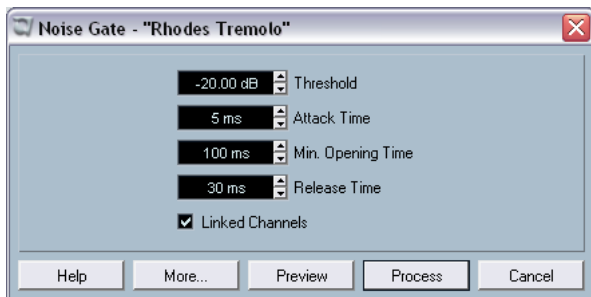 Noise Gate - "Rhodes Tremolo"
-20.00 dB Threshold
5 ms Attack Time
100 ms Min. Opening Time
30 ms Release Time
Linked Channels
Help More... Preview Process Cancel